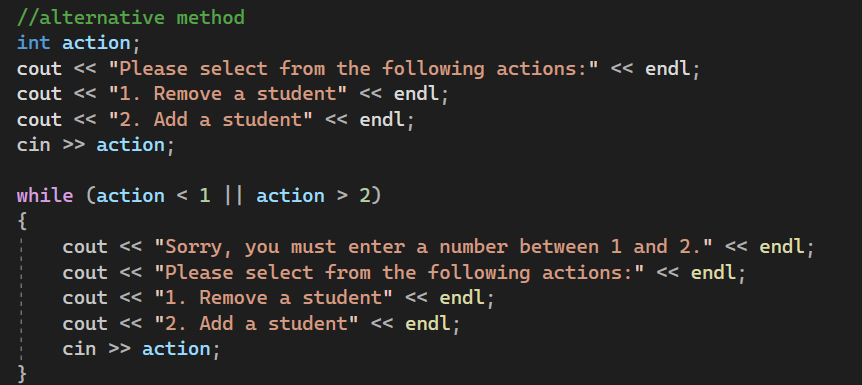 //alternative method
int action;
cout << "Please select from the following actions:" << endl;
cout << "1. Remove a student" << endl;
cout << "2. Add a student" << endl;
cin >> action;

while (action < 1 || action > 2)
{
    cout << "Sorry, you must enter a number between 1 and 2." << endl;
    cout << "Please select from the following actions:" << endl;
    cout << "1. Remove a student" << endl;
    cout << "2. Add a student" << endl;
    cin >> action;
}